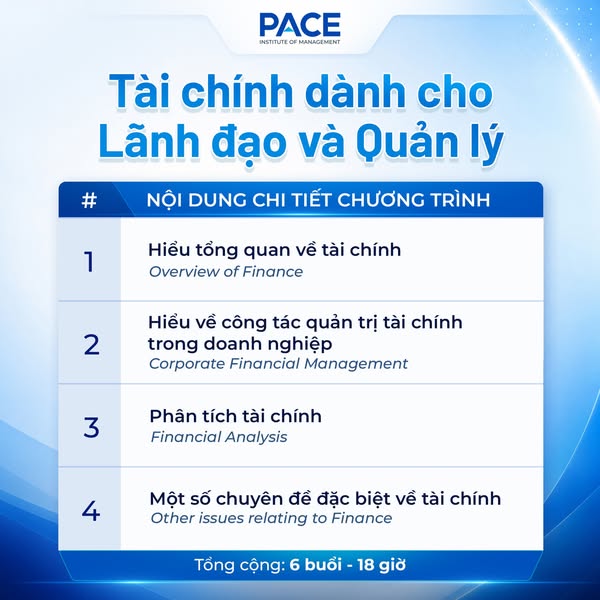 PACE
INSTITUTE OF MANAGEMENT
Tài chính dành cho
Lãnh đạo và Quản lý
# NỘI DUNG CHI TIẾT CHƯƠNG TRÌNH
1 Hiểu tổng quan về tài chính
Overview of Finance
2 Hiểu về công tác quản trị tài chính
trong doanh nghiệp
Corporate Financial Management
3 Phân tích tài chính
Financial Analysis
4 Một số chuyên đề đặc biệt về tài chính
Other issues relating to Finance
Tổng cộng: 6 buổi - 18 giờ